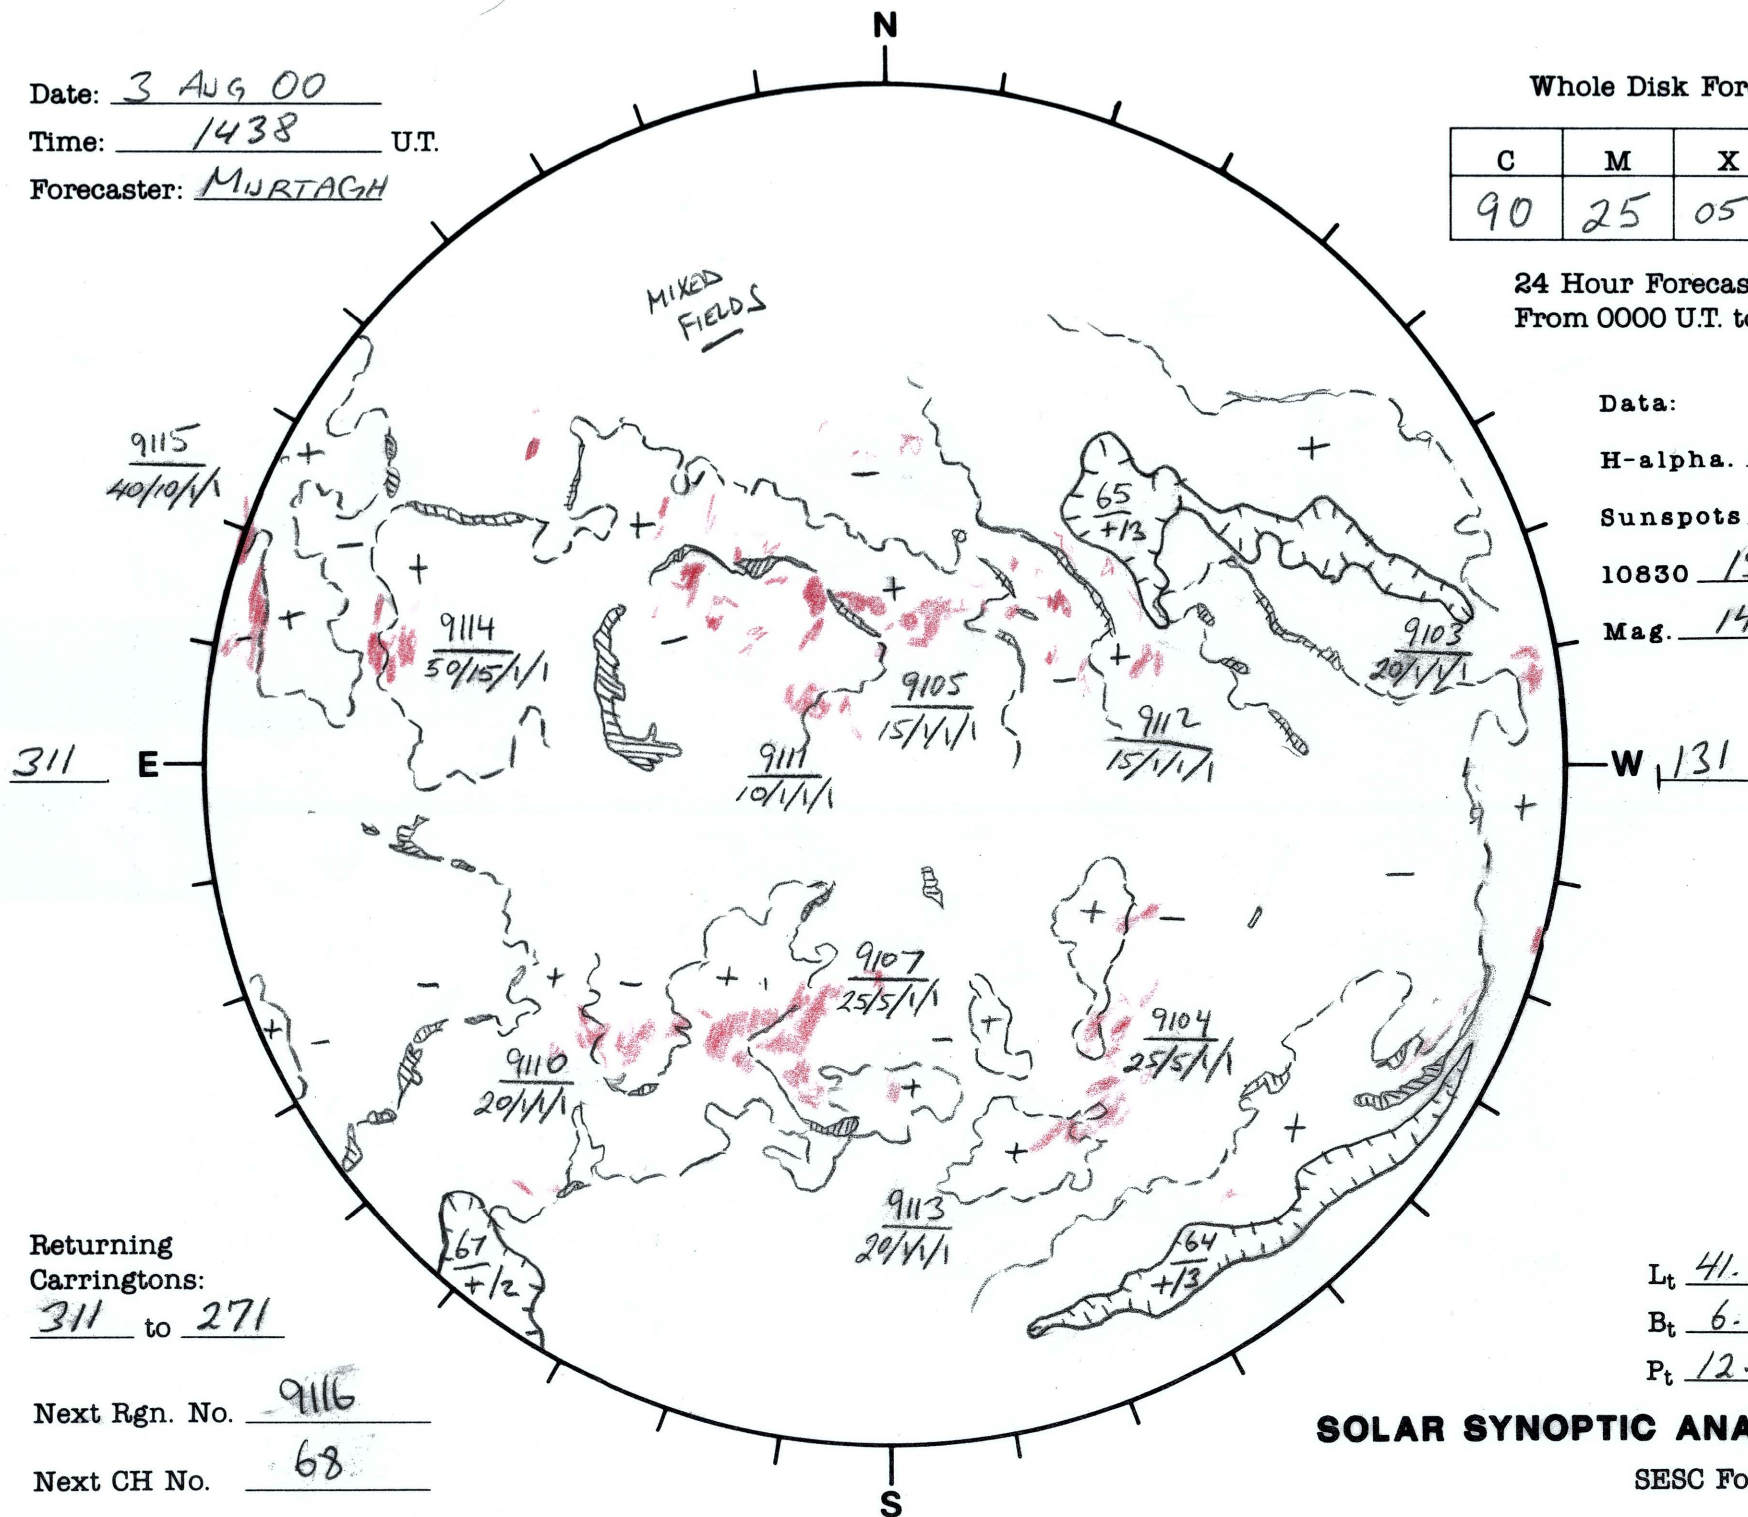 N
Date: 3 AUG 00
Time: 1438 U.T.
Forecaster: MURTAGH
Whole Disk For
C M X
90 25 05
24 Hour Forecas
From 0000 U.T. to
MIXED
FIELDS
Data:
H-alpha.
Sunspots
10830
Mag. 14
9115
40/10/1/1
65
+/3
9114
50/15/1/1
9103
20/1/1/1
9105
15/1/1/1
9112
15/1/1/1
9111
10/1/1/1
311 E
W 131
9107
25/5/1/1
9104
25/5/1/1
9110
20/1/1/1
9113
20/1/1/1
67
+/2
64
+/3
Returning
Carringtons:
311 to 271
Next Rgn. No. 9116
Next CH No. 68
Lt 41.
Bt 6.
Pt 12.
SOLAR SYNOPTIC ANA
SESC Fo
S